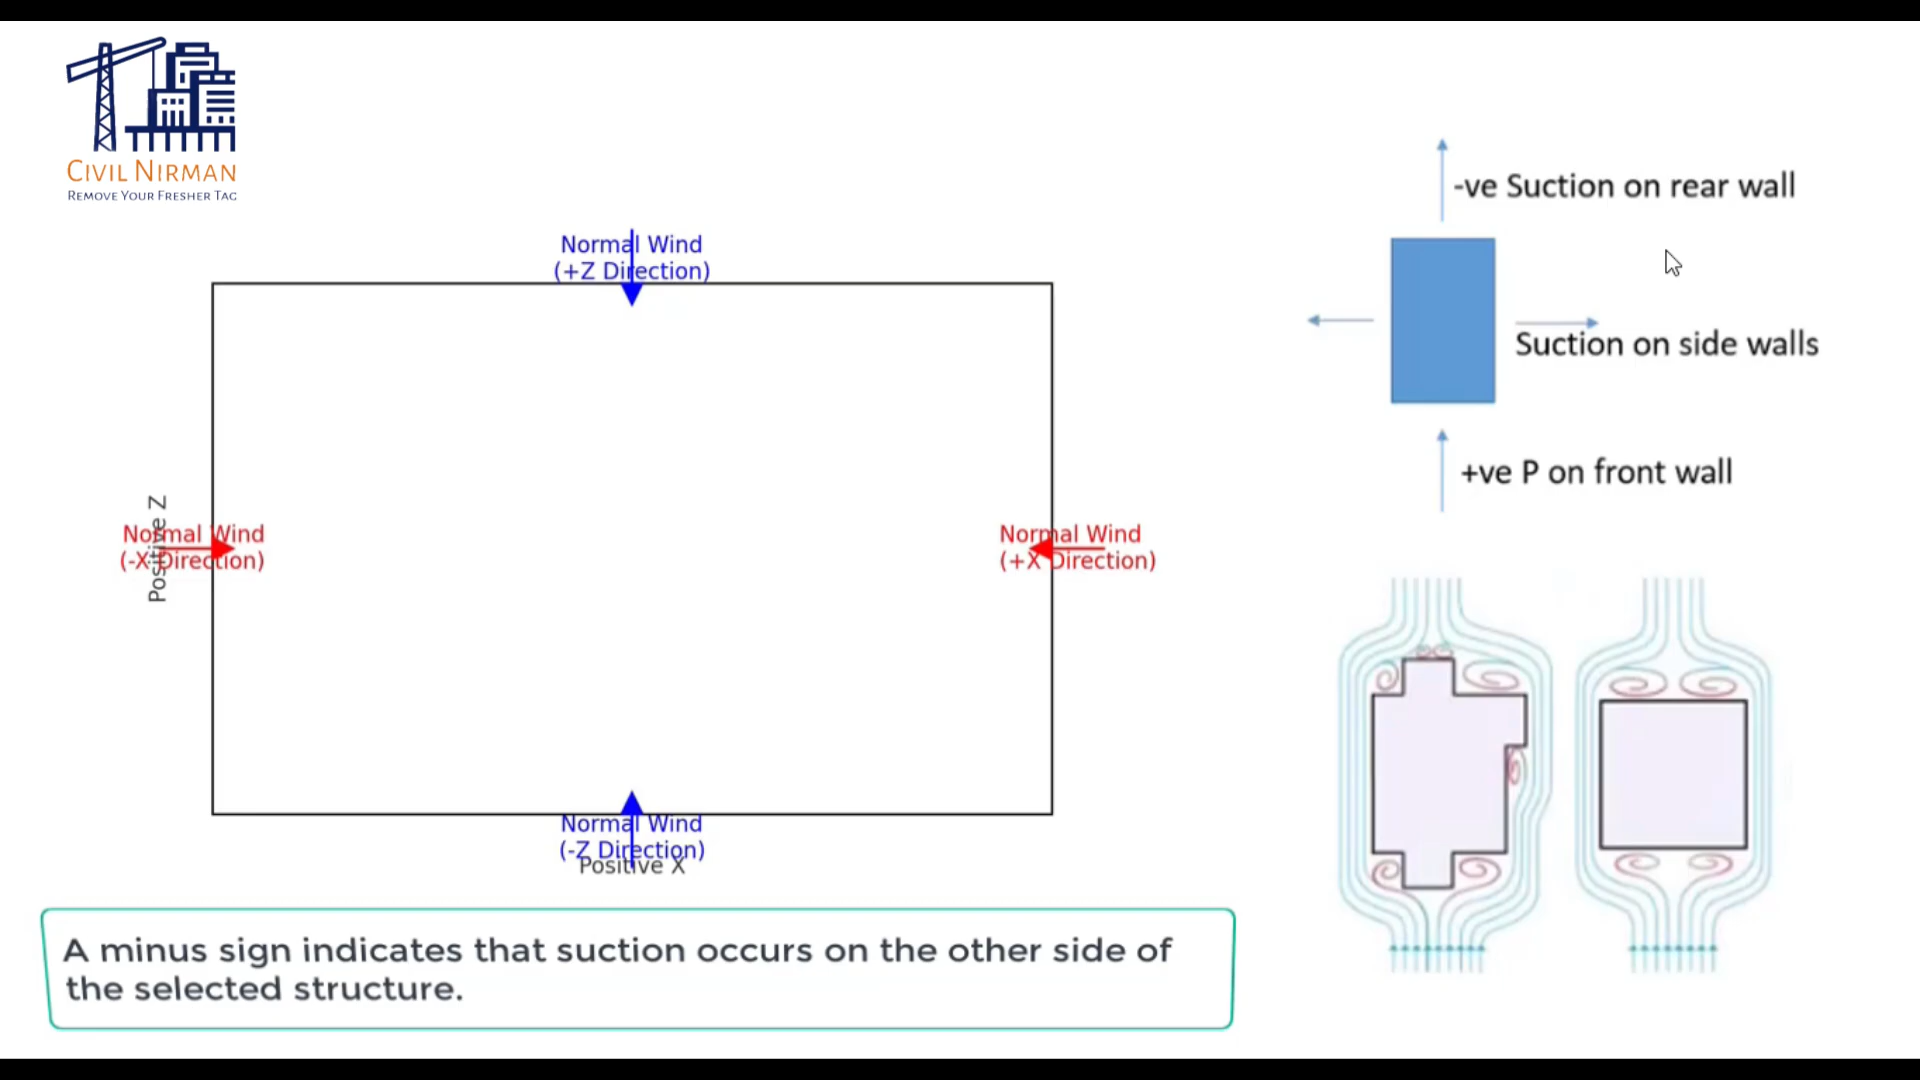 CIVIL NIRMAN
REMOVE YOUR FRESHER TAG
-ve Suction on rear wall
Normal Wind
(+Z Direction)
Suction on side walls
+ve P on front wall
Positive Z
Normal Wind
(-X Direction)
Normal Wind
(+X Direction)
Normal Wind
(-Z Direction)
Positive X
A minus sign indicates that suction occurs on the other side of
the selected structure.